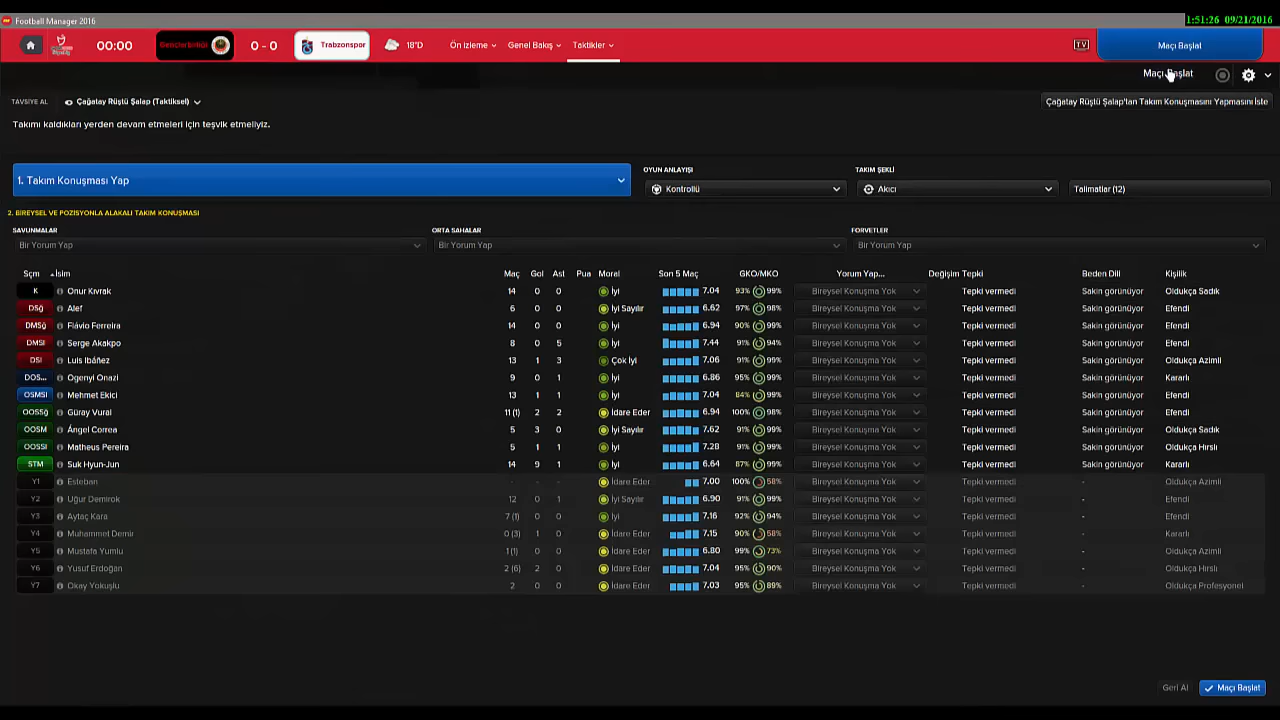 Football Manager 2016
1:51:26 09/21/2016
00:00 Gençlerbirliği 0 - 0 Trabzonspor 18°D Ön izleme Genel Bakış Taktikler TV Maçı Başlat
Maçı Başlat
TAVSİYE AL Çağatay Rüştü Şalap (Taktiksel) Çağatay Rüştü Şalap'tan Takım Konuşmasını Yapmasını İste
Takımı kaldıkları yerden devam etmeleri için teşvik etmeliyiz.
OYUN ANLAYIŞI TAKIM ŞEKLİ
1. Takım Konuşması Yap Kontrollü Akıcı Talimatlar (12)
2. BİREYSEL VE POZİSYONLA ALAKALI TAKIM KONUŞMASI
SAVUNMALAR ORTA SAHALAR FORVETLER
Bir Yorum Yap Bir Yorum Yap Bir Yorum Yap
Sçm İsim Maç Gol Ast Pua Moral Son 5 Maç GKO/MKO Yorum Yap... Değişim Tepki Beden Dili Kişilik
K Onur Kıvrak 14 0 0 İyi 7.04 93% 99% Bireysel Konuşma Yok Tepki vermedi Sakin görünüyor Oldukça Sadık
DSğ Alef 6 0 0 İyi Sayılır 6.62 97% 98% Bireysel Konuşma Yok Tepki vermedi Sakin görünüyor Efendi
DMSğ Flávio Ferreira 14 0 0 İyi 6.94 90% 99% Bireysel Konuşma Yok Tepki vermedi Sakin görünüyor Efendi
DMSl Serge Akakpo 8 0 5 İyi 7.44 91% 94% Bireysel Konuşma Yok Tepki vermedi Sakin görünüyor Efendi
DSl Luis Ibáñez 13 1 3 Çok İyi 7.06 91% 99% Bireysel Konuşma Yok Tepki vermedi Sakin görünüyor Oldukça Azimli
DOS... Ogenyi Onazi 9 0 1 İyi 6.86 95% 99% Bireysel Konuşma Yok Tepki vermedi Sakin görünüyor Kararlı
OSMSl Mehmet Ekici 13 1 1 İyi 7.04 84% 99% Bireysel Konuşma Yok Tepki vermedi Sakin görünüyor Efendi
OOSSğ Güray Vural 11 (1) 2 2 İdare Eder 6.94 100% 98% Bireysel Konuşma Yok Tepki vermedi Sakin görünüyor Efendi
OOSM Ángel Correa 5 3 0 İyi Sayılır 7.62 91% 99% Bireysel Konuşma Yok Tepki vermedi Sakin görünüyor Oldukça Sadık
OOSSl Matheus Pereira 5 1 1 İyi 7.28 91% 99% Bireysel Konuşma Yok Tepki vermedi Sakin görünüyor Oldukça Hırslı
STM Suk Hyun-Jun 14 9 1 İyi 6.64 87% 99% Bireysel Konuşma Yok Tepki vermedi Sakin görünüyor Kararlı
Y1 Esteban - - - İdare Eder 7.00 100% 58% Bireysel Konuşma Yok Tepki vermedi - Oldukça Azimli
Y2 Uğur Demirok 12 0 1 İyi Sayılır 6.90 91% 99% Bireysel Konuşma Yok Tepki vermedi - Efendi
Y3 Aytaç Kara 7 (1) 0 0 İyi 7.16 92% 94% Bireysel Konuşma Yok Tepki vermedi - Efendi
Y4 Muhammet Demir 0 (3) 1 0 İdare Eder 7.15 90% 58% Bireysel Konuşma Yok Tepki vermedi - Kararlı
Y5 Mustafa Yumlu 1 (1) 0 0 İdare Eder 6.80 99% 73% Bireysel Konuşma Yok Tepki vermedi - Oldukça Azimli
Y6 Yusuf Erdoğan 2 (6) 2 0 İdare Eder 7.04 95% 90% Bireysel Konuşma Yok Tepki vermedi - Oldukça Hırslı
Y7 Okay Yokuşlu 2 0 0 İdare Eder 7.03 95% 89% Bireysel Konuşma Yok Tepki vermedi - Oldukça Profesyonel
Geri Al Maçı Başlat